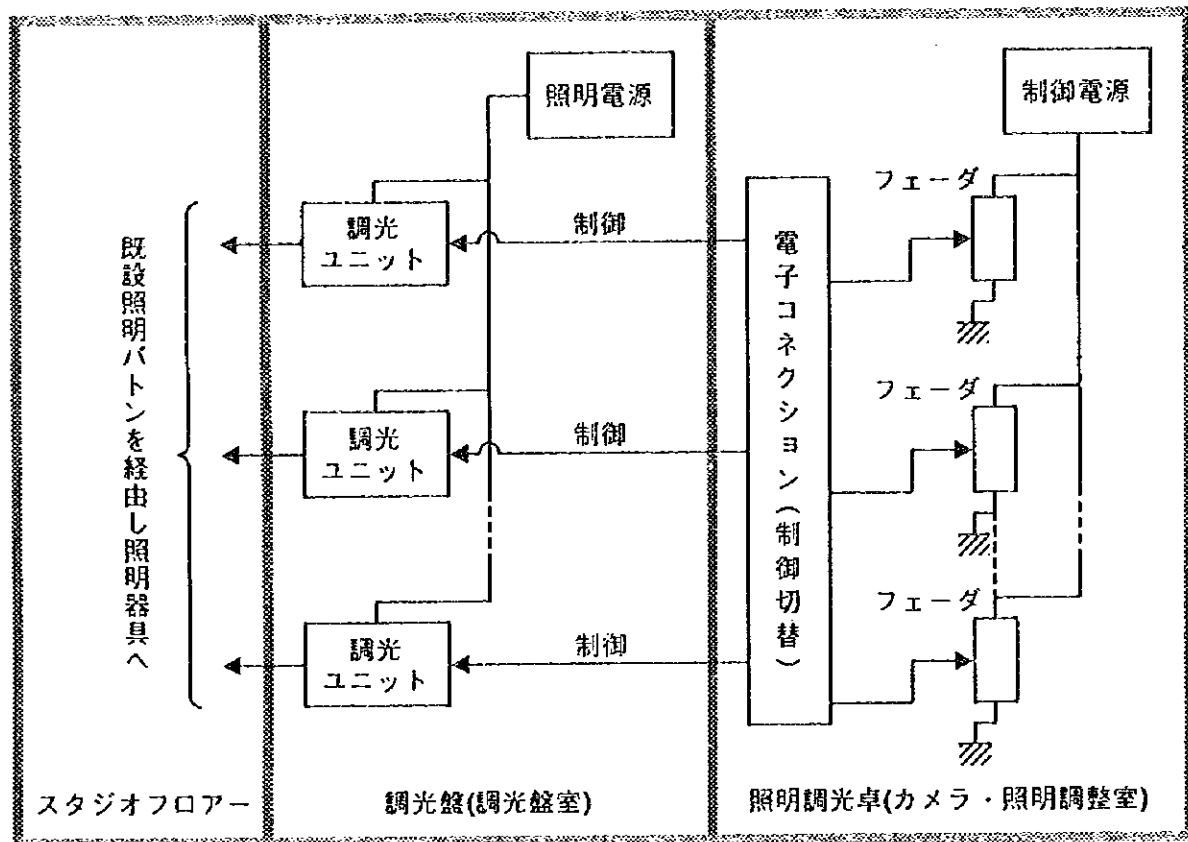 照明電源
制御電源
フェーダ
調光
ユニット
制御
フェーダ
調光
ユニット
制御
フェーダ
調光
ユニット
制御
既設照明バトンを経由し照明器具へ
電子コネクション(制御切替)
スタジオフロアー
調光盤(調光盤室)
照明調光卓(カメラ・照明調整室)